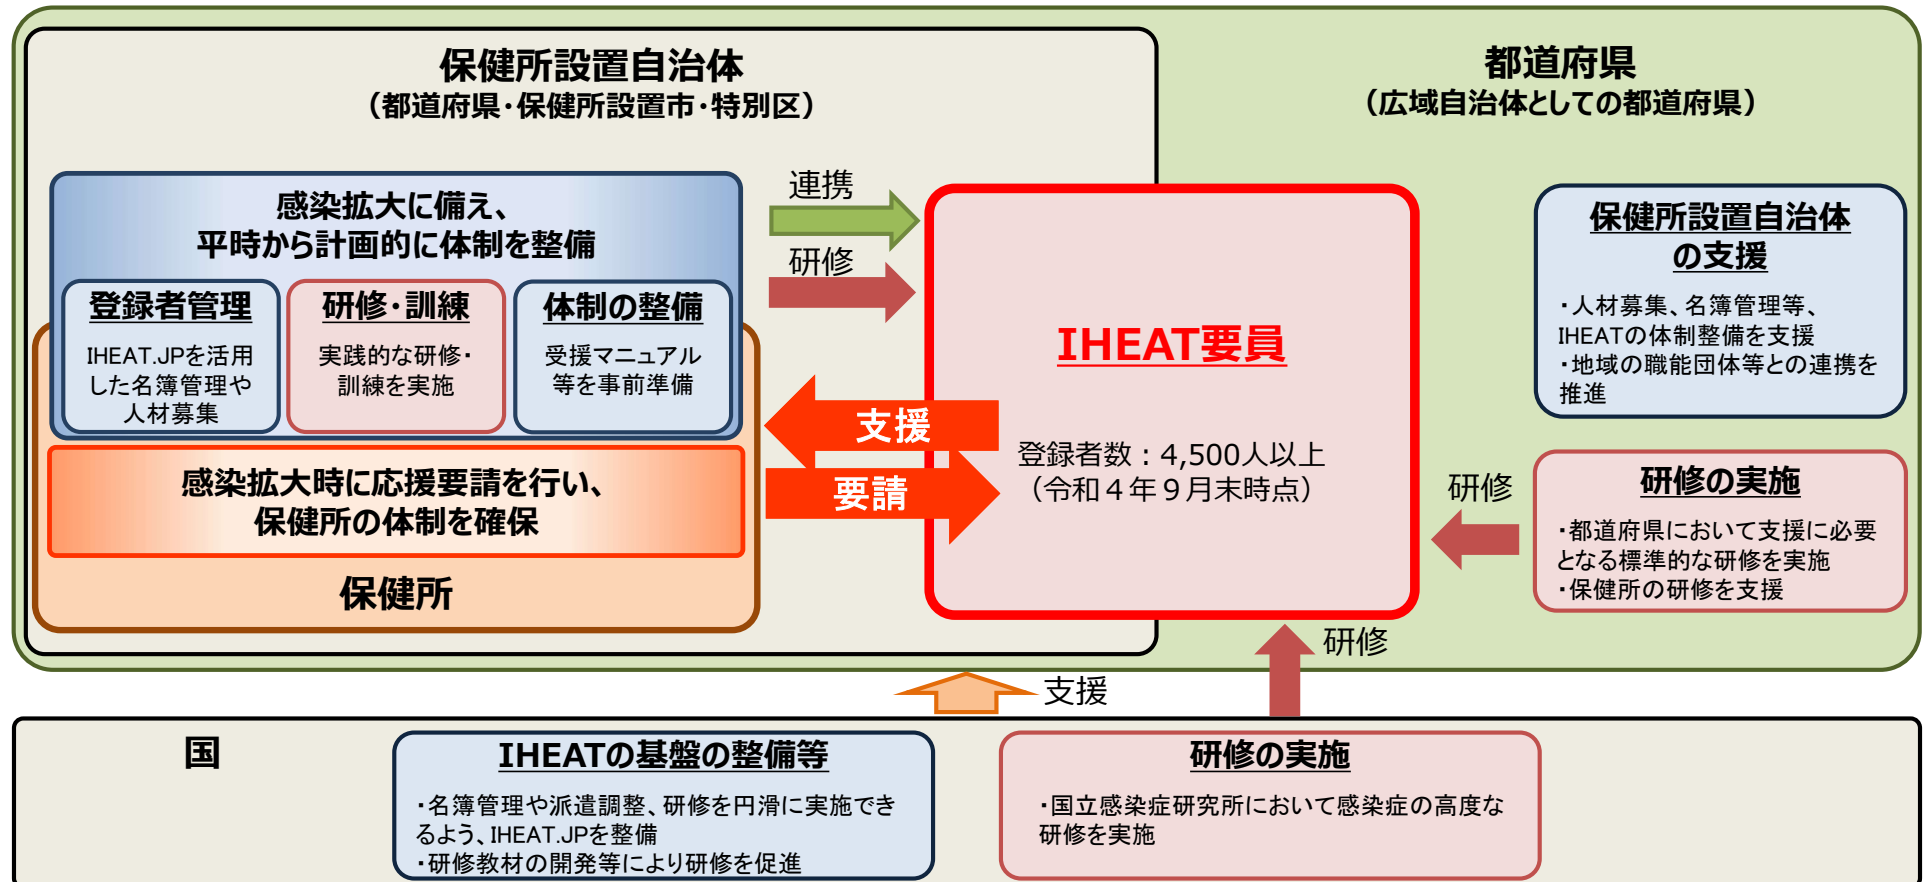 保健所設置自治体
（都道府県・保健所設置市・特別区）
都道府県
（広域自治体としての都道府県）
感染拡大に備え、
平時から計画的に体制を整備
登録者管理
IHEAT.JPを活用
した名簿管理や
人材募集
研修・訓練
実践的な研修・
訓練を実施
体制の整備
受援マニュアル
等を事前準備
感染拡大時に応援要請を行い、
保健所の体制を確保
保健所
連携
研修
支援
要請
IHEAT要員
登録者数：4,500人以上
（令和４年９月末時点）
保健所設置自治体
の支援
・人材募集、名簿管理等、
IHEATの体制整備を支援
・地域の職能団体等との連携を
推進
研修
研修の実施
・都道府県において支援に必要
となる標準的な研修を実施
・保健所の研修を支援
研修
支援
国
IHEATの基盤の整備等
・名簿管理や派遣調整、研修を円滑に実施でき
るよう、IHEAT.JPを整備
・研修教材の開発等により研修を促進
研修の実施
・国立感染症研究所において感染症の高度な
研修を実施